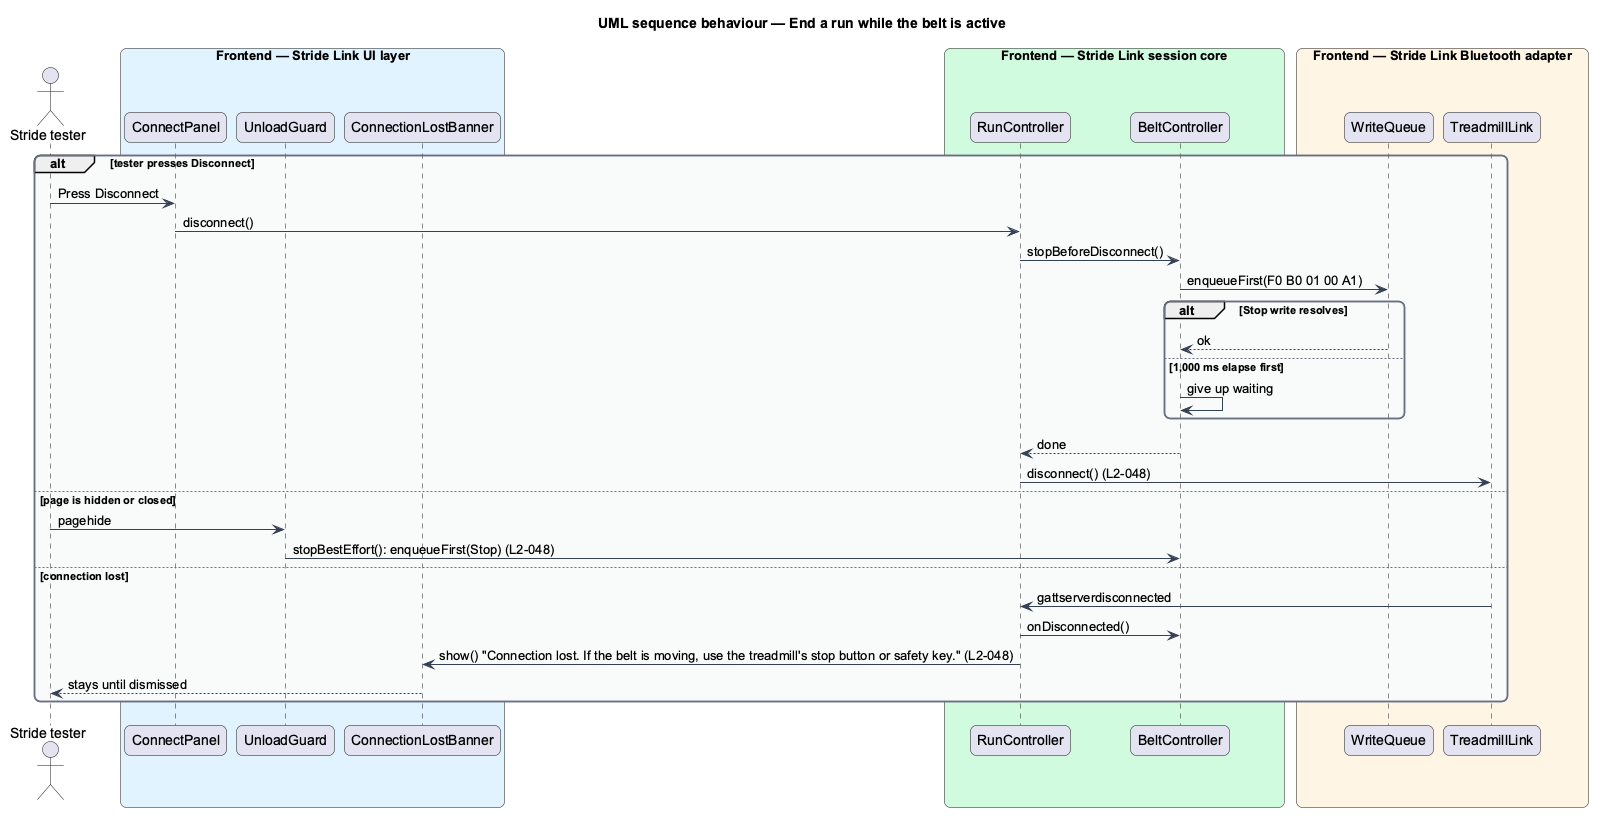 UML sequence behaviour — End a run while the belt is active
Frontend — Stride Link UI layer
Frontend — Stride Link session core
Frontend — Stride Link Bluetooth adapter
Stride tester
ConnectPanel
UnloadGuard
ConnectionLostBanner
RunController
BeltController
WriteQueue
TreadmillLink
alt
[tester presses Disconnect]
Press Disconnect
disconnect()
stopBeforeDisconnect()
enqueueFirst(F0 B0 01 00 A1)
alt
[Stop write resolves]
ok
[1,000 ms elapse first]
give up waiting
done
disconnect() (L2-048)
[page is hidden or closed]
pagehide
stopBestEffort(): enqueueFirst(Stop) (L2-048)
[connection lost]
gattserverdisconnected
onDisconnected()
show() "Connection lost. If the belt is moving, use the treadmill's stop button or safety key." (L2-048)
stays until dismissed
Stride tester
ConnectPanel
UnloadGuard
ConnectionLostBanner
RunController
BeltController
WriteQueue
TreadmillLink